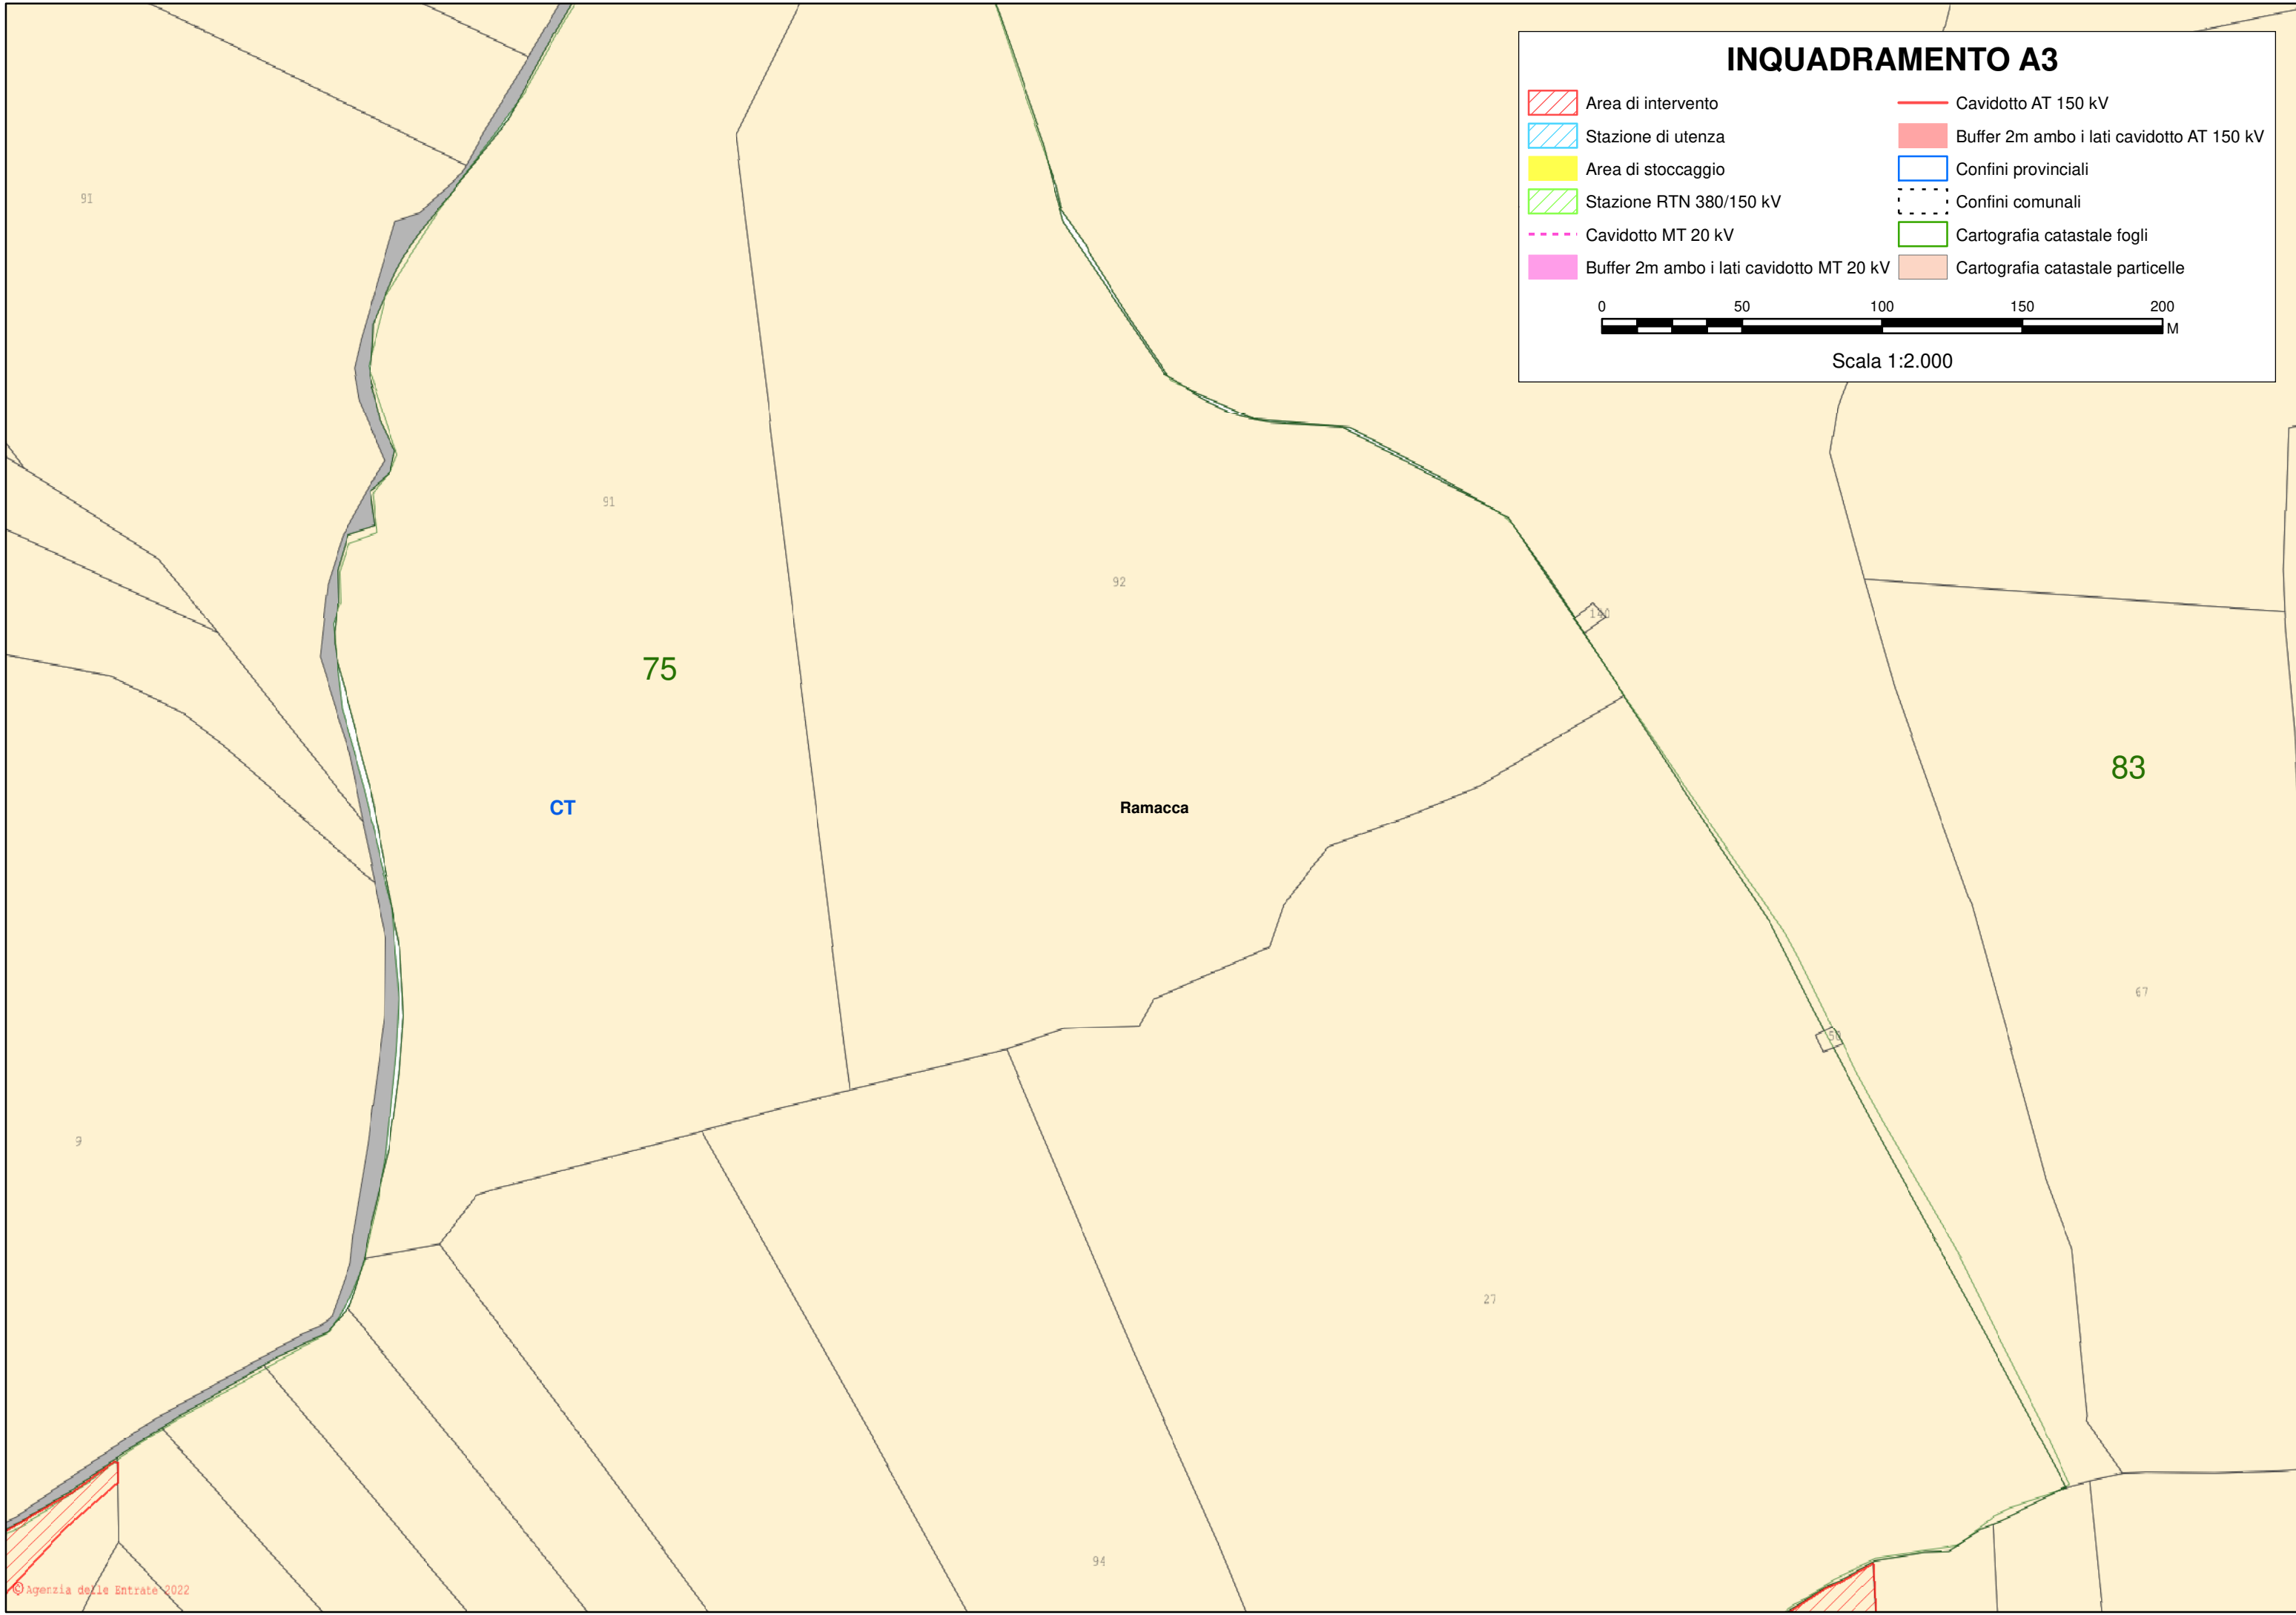 INQUADRAMENTO A3
Area di intervento
Stazione di utenza
Area di stoccaggio
Stazione RTN 380/150 kV
Cavidotto MT 20 kV
Buffer 2m ambo i lati cavidotto MT 20 kV
Cavidotto AT 150 kV
Buffer 2m ambo i lati cavidotto AT 150 kV
Confini provinciali
Confini comunali
Cartografia catastale fogli
Cartografia catastale particelle
0 50 100 150 200
M
Scala 1:2.000
91
91
92
140
75
83
CT
Ramacca
67
9
27
94
© Agenzia delle Entrate 2022